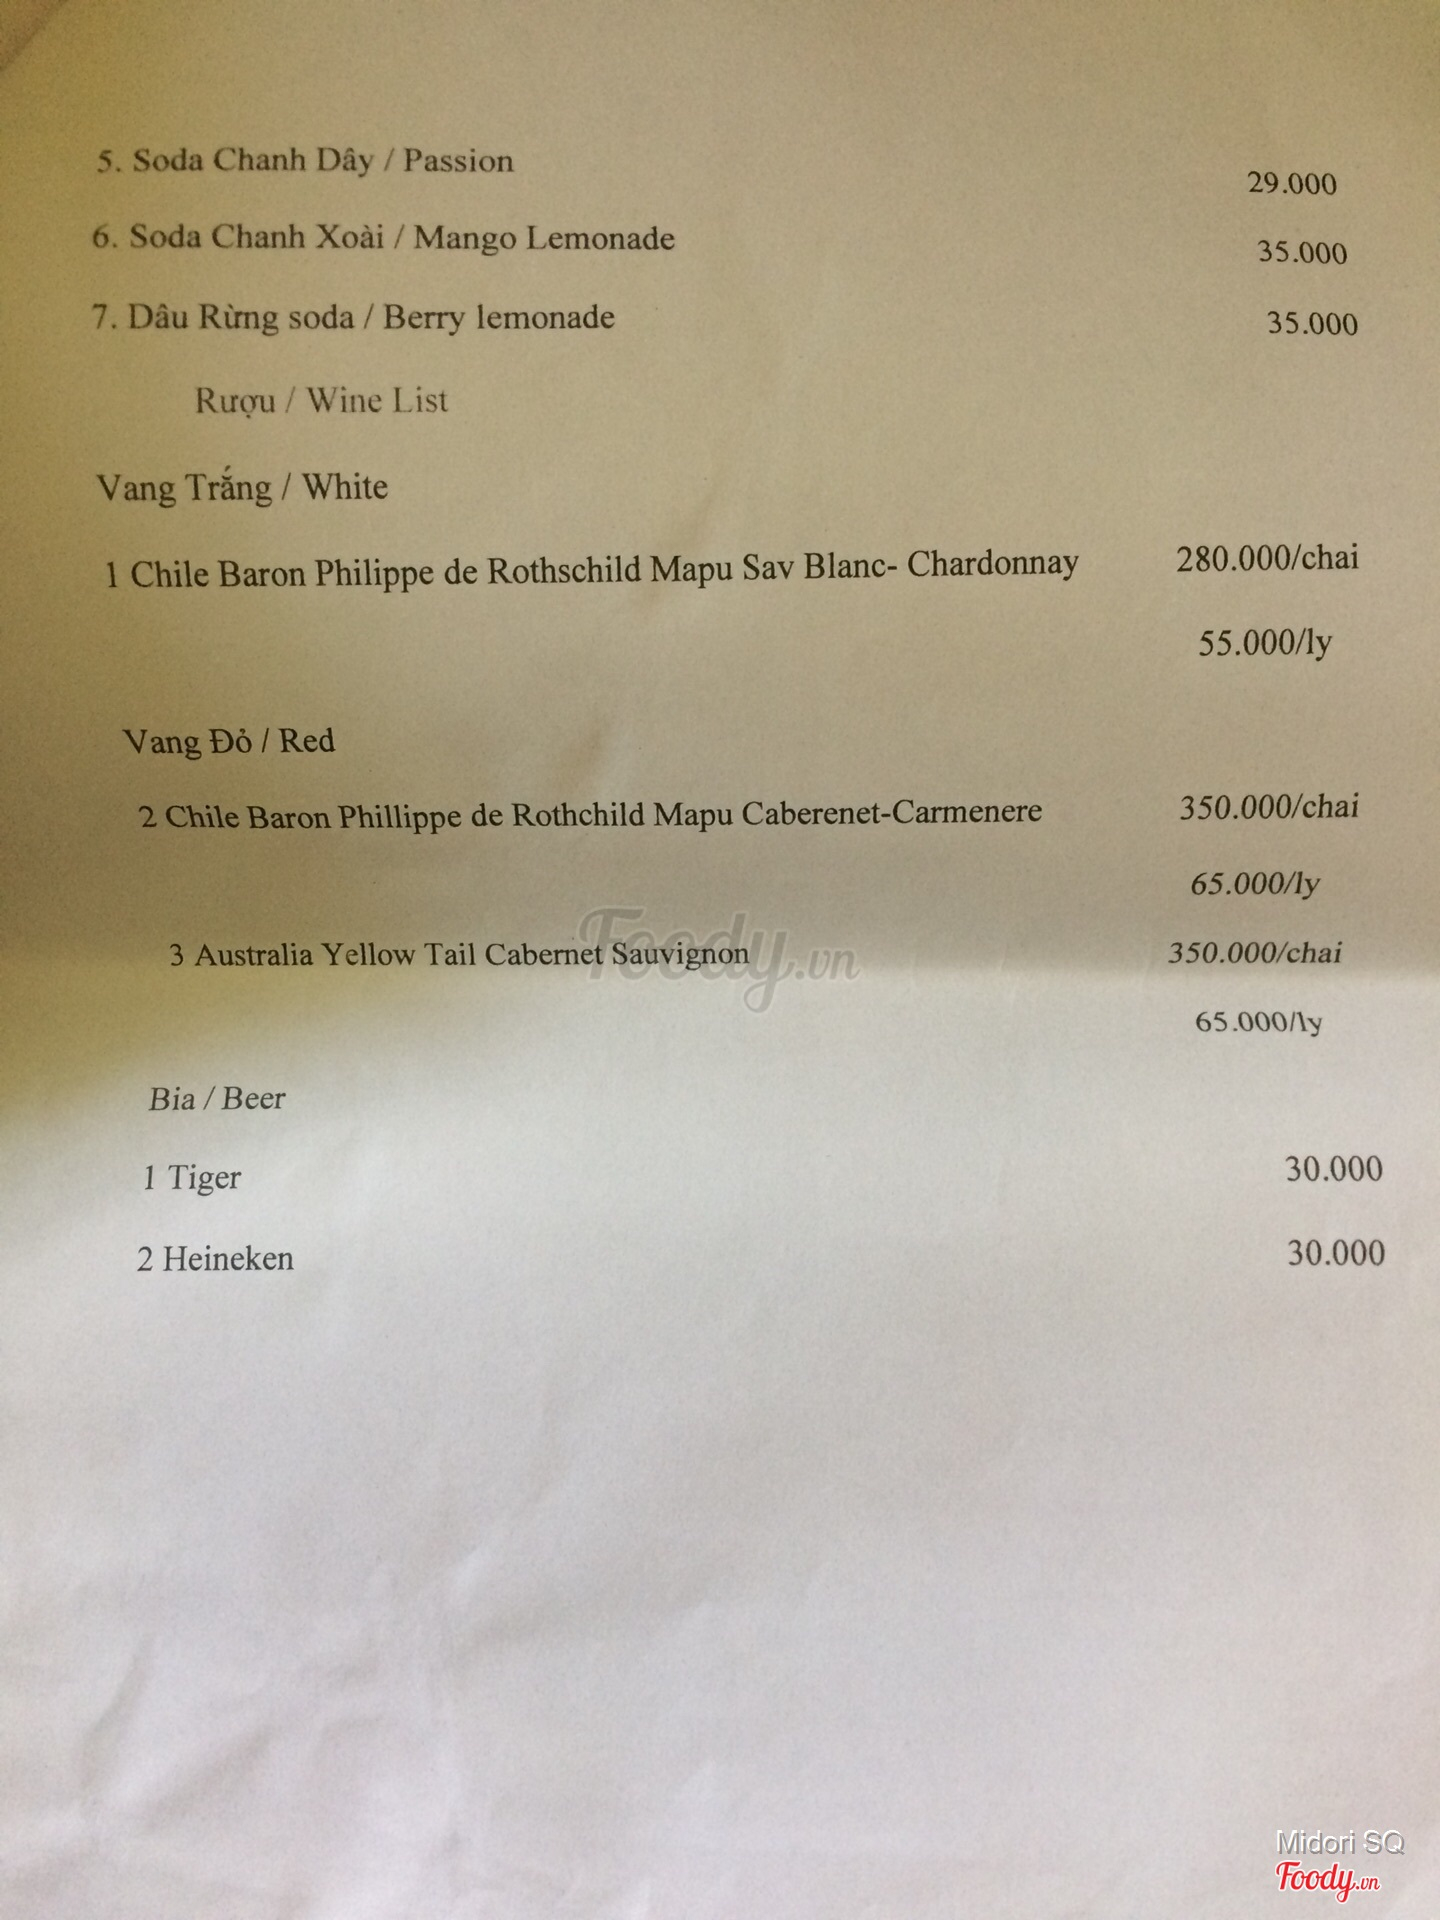 5. Soda Chanh Dây / Passion 29.000
6. Soda Chanh Xoài / Mango Lemonade 35.000
7. Dâu Rừng soda / Berry lemonade 35.000
Rượu / Wine List
Vang Trắng / White
1 Chile Baron Philippe de Rothschild Mapu Sav Blanc- Chardonnay 280.000/chai
55.000/ly
Vang Đỏ / Red
2 Chile Baron Phillippe de Rothchild Mapu Caberenet-Carmenere 350.000/chai
65.000/ly
3 Australia Yellow Tail Cabernet Sauvignon 350.000/chai
Foody.vn
65.000/ly
Bia / Beer
1 Tiger 30.000
2 Heineken 30.000
Midori SQ
Foody.vn